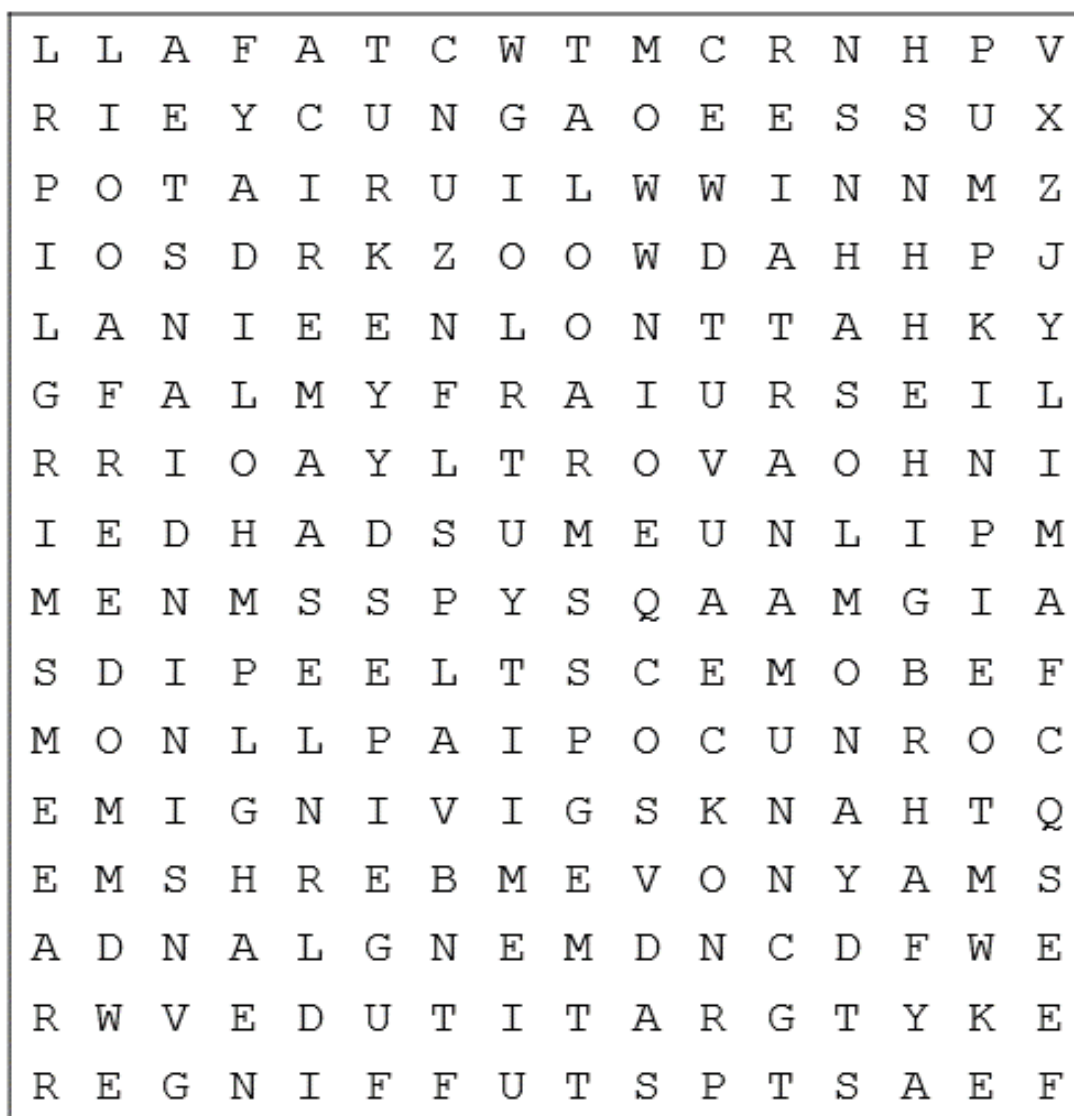 L L A F A T C W T M C R N H P V
R I E Y C U N G A O E E S S U X
P O T A I R U I L W W I N N M Z
I O S D R K Z O O W D A H H P J
L A N I E E N L O N T T A H K Y
G F A L M Y F R A I U R S E I L
R R I O A Y L T R O V A O H N I
I E D H A D S U M E U N L I P M
M E N M S S P Y S Q A A M G I A
S D I P E E L T S C E M O B E F
M O N L L P A I P O C U N R O C
E M I G N I V I G S K N A H T Q
E M S H R E B M E V O N Y A M S
A D N A L G N E M D N C D F W E
R W V E D U T I T A R G T Y K E
R E G N I F F U T S P T S A E F